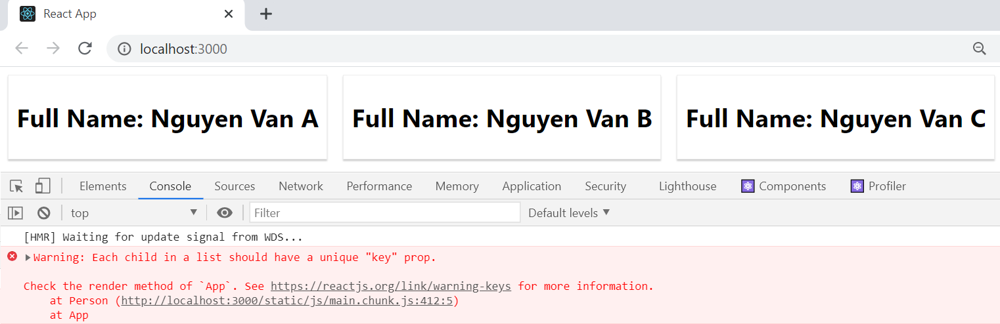 React App
localhost:3000
Full Name: Nguyen Van A Full Name: Nguyen Van B Full Name: Nguyen Van C
Elements Console Sources Network Performance Memory Application Security Lighthouse Components Profiler
top Filter Default levels
[HMR] Waiting for update signal from WDS...
Warning: Each child in a list should have a unique "key" prop.
Check the render method of `App`. See https://reactjs.org/link/warning-keys for more information.
at Person (http://localhost:3000/static/js/main.chunk.js:412:5)
at App